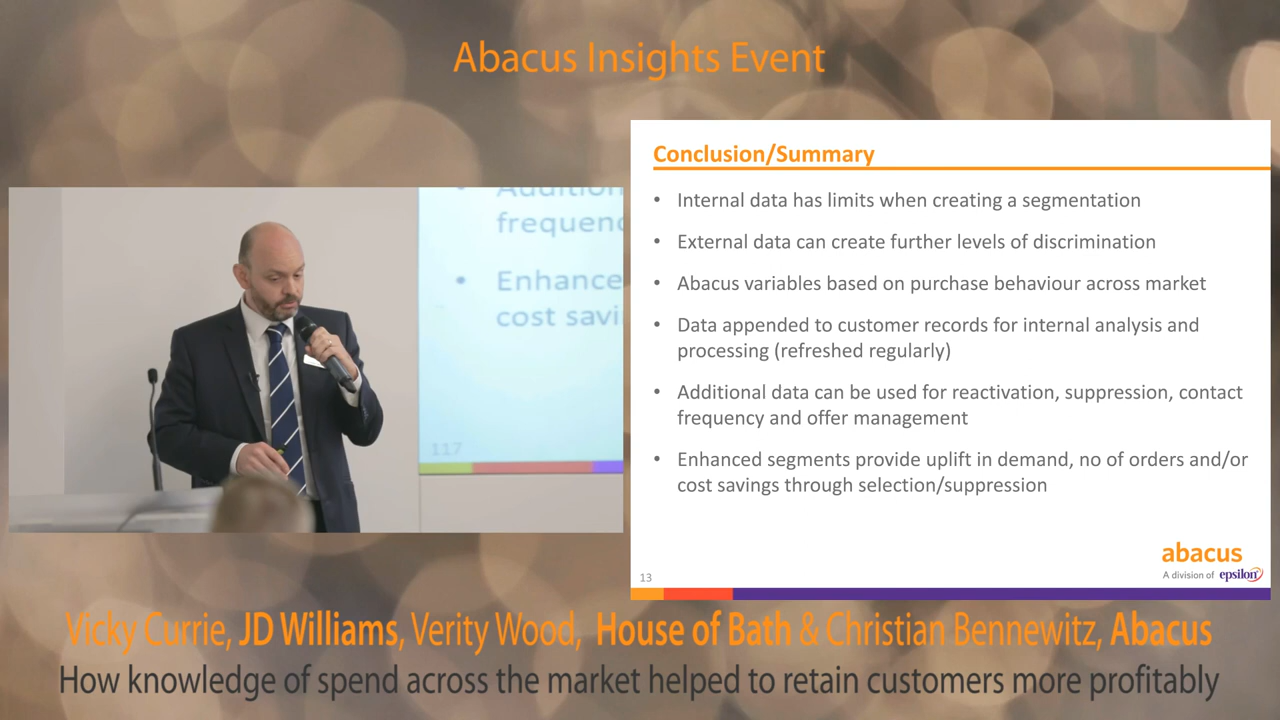 Abacus Insights Event
Conclusion/Summary
• Internal data has limits when creating a segmentation
• External data can create further levels of discrimination
• Abacus variables based on purchase behaviour across market
• Data appended to customer records for internal analysis and
processing (refreshed regularly)
• Additional data can be used for reactivation, suppression, contact
frequency and offer management
• Enhanced segments provide uplift in demand, no of orders and/or
cost savings through selection/suppression
abacus
A division of epsilon
13
• Addition
frequenc
• Enhance
cost savi
117
Vicky Currie, JD Williams, Verity Wood, House of Bath & Christian Bennewitz, Abacus
How knowledge of spend across the market helped to retain customers more profitably